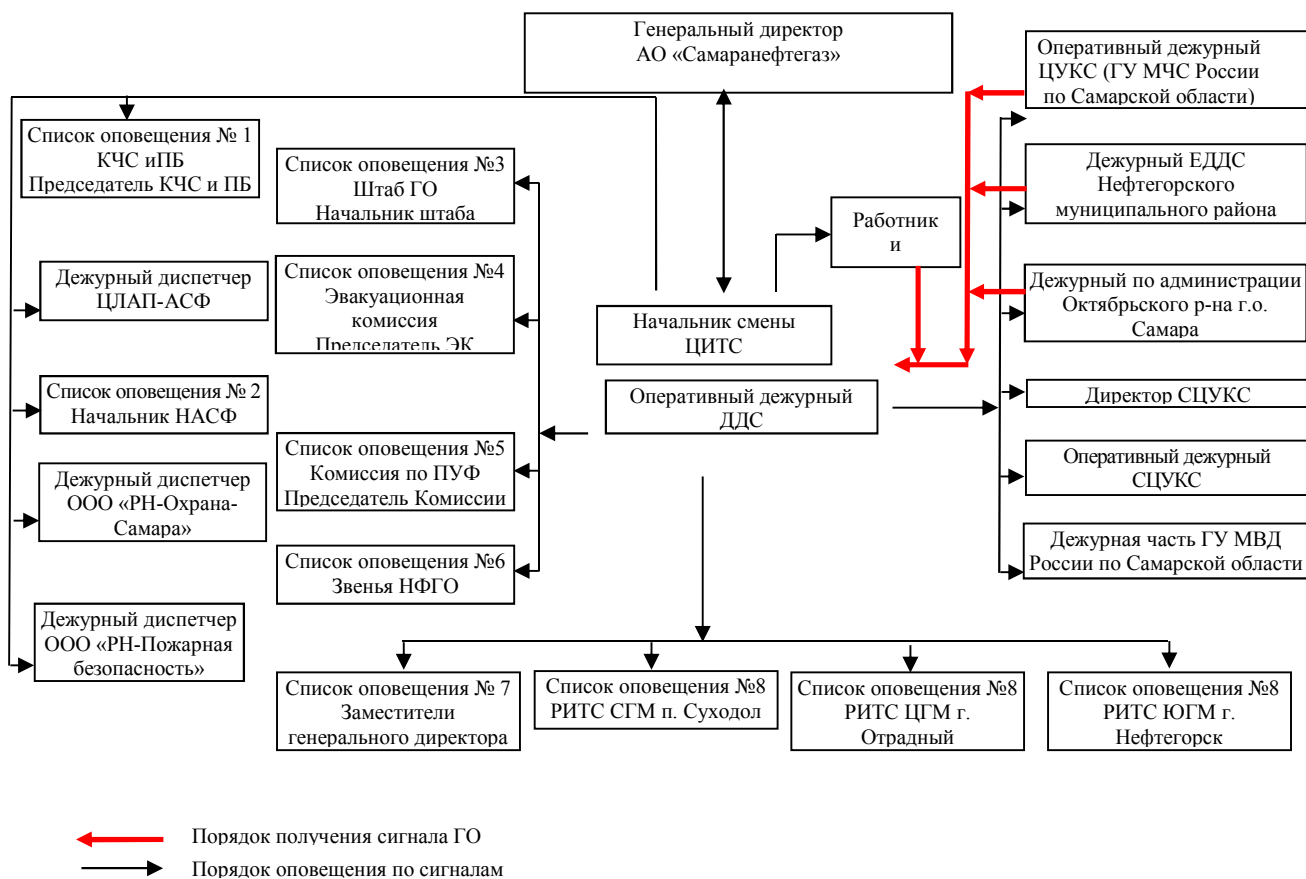 Генеральный директор
АО «Самаранефтегаз»
Оперативный дежурный
ЦУКС (ГУ МЧС России
по Самарской области)
Список оповещения № 1
КЧС иПБ
Председатель КЧС и ПБ
Список оповещения №3
Штаб ГО
Начальник штаба
Дежурный ЕДДС
Нефтегорского
муниципального района
Работник
и
Дежурный диспетчер
ЦЛАП-АСФ
Список оповещения №4
Эвакуационная
комиссия
Председатель ЭК
Начальник смены
ЦИТС
Дежурный по администрации
Октябрьского р-на г.о.
Самара
Список оповещения № 2
Начальник НАСФ
Оперативный дежурный
ДДС
Директор СЦУКС
Список оповещения №5
Комиссия по ПУФ
Председатель Комиссии
Оперативный дежурный
СЦУКС
Дежурный диспетчер
ООО «РН-Охрана-
Самара»
Список оповещения №6
Звенья НФГО
Дежурная часть ГУ МВД
России по Самарской области
Дежурный диспетчер
ООО «РН-Пожарная
безопасность»
Список оповещения № 7
Заместители
генерального директора
Список оповещения №8
РИТС СГМ п. Суходол
Список оповещения №8
РИТС ЦГМ г.
Отрадный
Список оповещения №8
РИТС ЮГМ г.
Нефтегорск
Порядок получения сигнала ГО
Порядок оповещения по сигналам